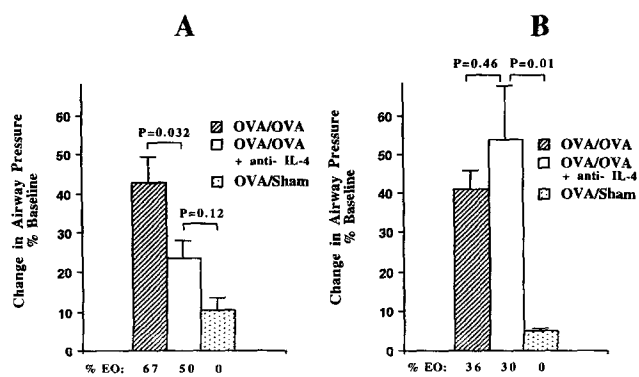 A
Change in Airway Pressure
% Baseline
60
50
40
30
20
10
0
P=0.032
P=0.12
OVA/OVA
OVA/OVA
+ anti- IL-4
OVA/Sham
% EO: 67 50 0
B
Change in Airway Pressure
% Baseline
60
50
40
30
20
10
0
P=0.46
P=0.01
OVA/OVA
OVA/OVA
+ anti- IL-4
OVA/Sham
% EO: 36 30 0